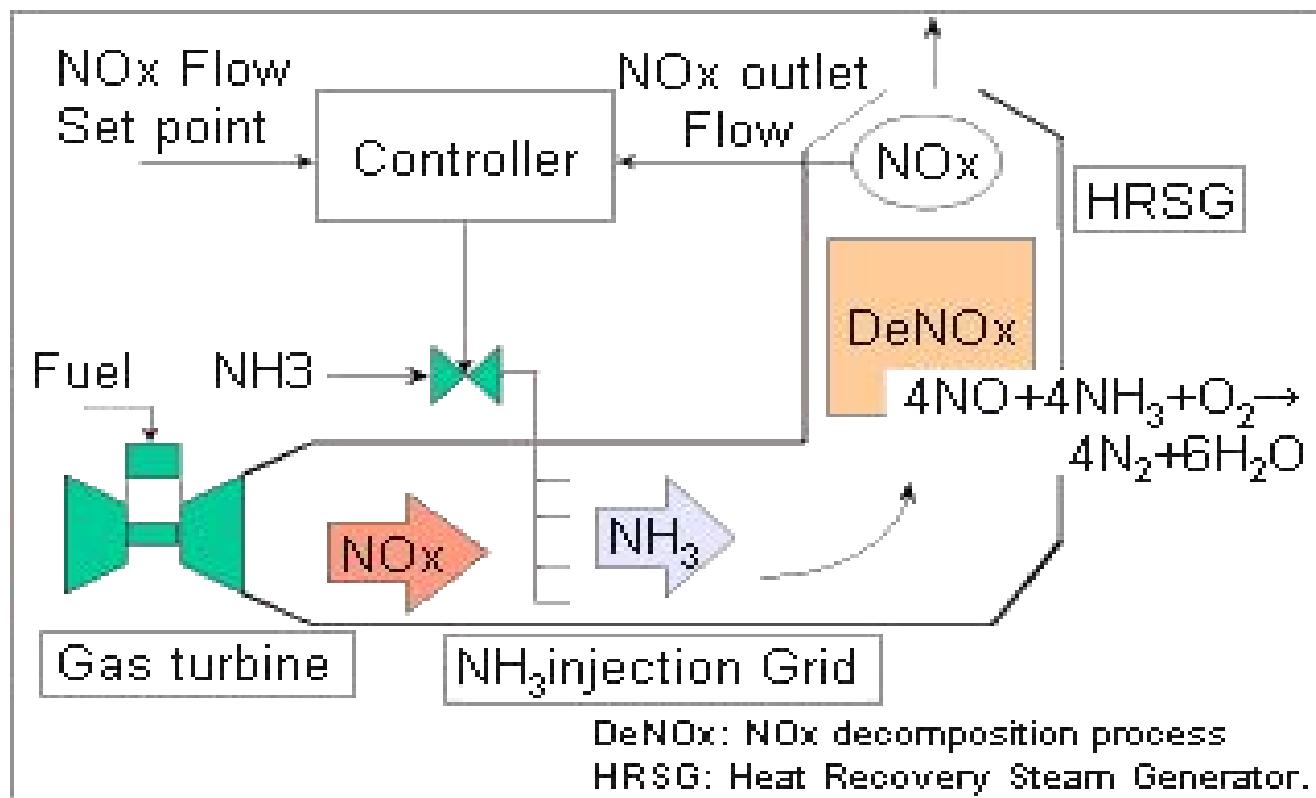 NOx Flow
Set point
Controller
NOx outlet
Flow
NOx
HRSG
DeNOx
Fuel
NH3
4NO+4NH₃+O₂→
4N₂+6H₂O
NOx
NH₃
Gas turbine
NH₃injection Grid
DeNOx: NOx decomposition process
HRSG: Heat Recovery Steam Generator.